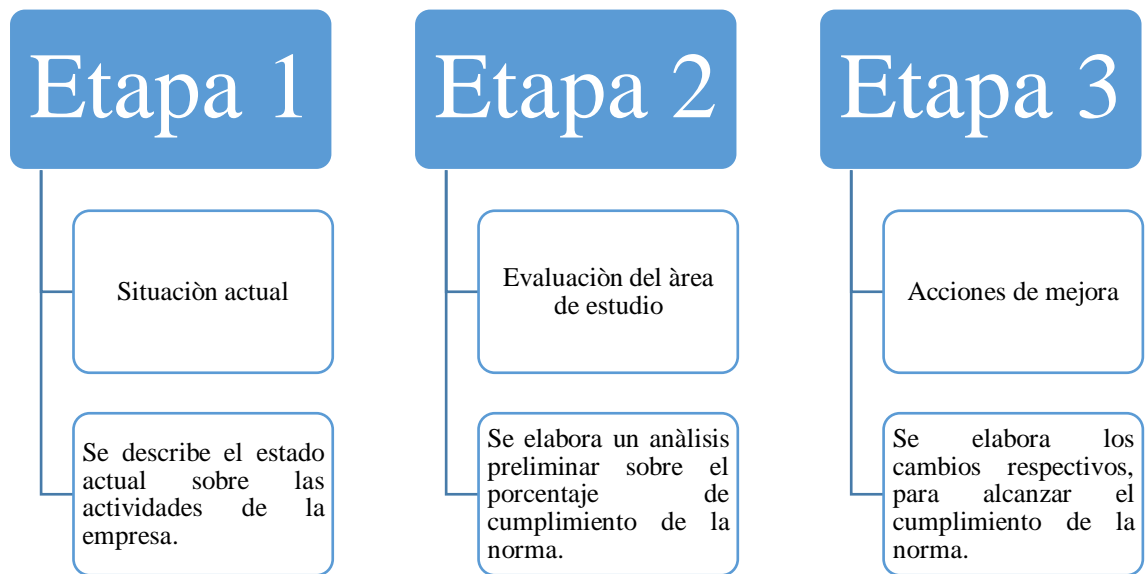 Etapa 1
Situaciòn actual
Se describe el estado
actual sobre las
actividades de la
empresa.
Etapa 2
Evaluaciòn del àrea
de estudio
Se elabora un anàlisis
preliminar sobre el
porcentaje de
cumplimiento de la
norma.
Etapa 3
Acciones de mejora
Se elabora los
cambios respectivos,
para alcanzar el
cumplimiento de la
norma.